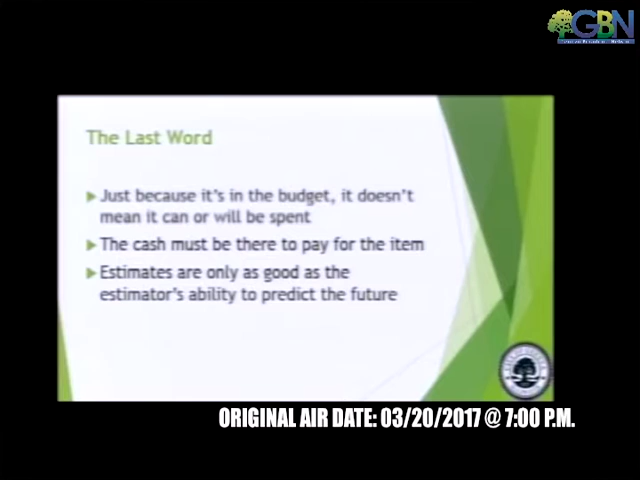 GBN
The Last Word
Just because it's in the budget, it doesn't
mean it can or will be spent
The cash must be there to pay for the item
Estimates are only as good as the
estimator's ability to predict the future
ORIGINAL AIR DATE: 03/20/2017 @ 7:00 P.M.